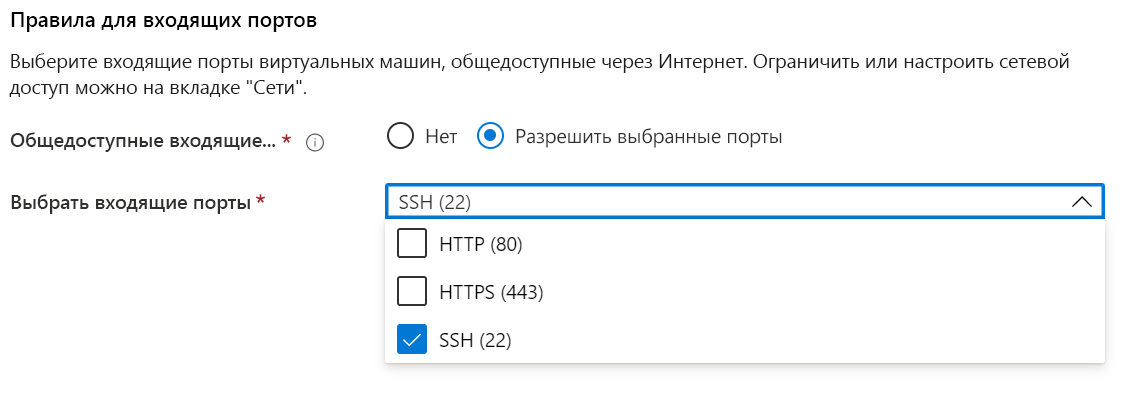 Правила для входящих портов
Выберите входящие порты виртуальных машин, общедоступные через Интернет. Ограничить или настроить сетевой
доступ можно на вкладке "Сети".
Общедоступные входящие... * Нет Разрешить выбранные порты
Выбрать входящие порты * SSH (22)
HTTP (80)
HTTPS (443)
SSH (22)